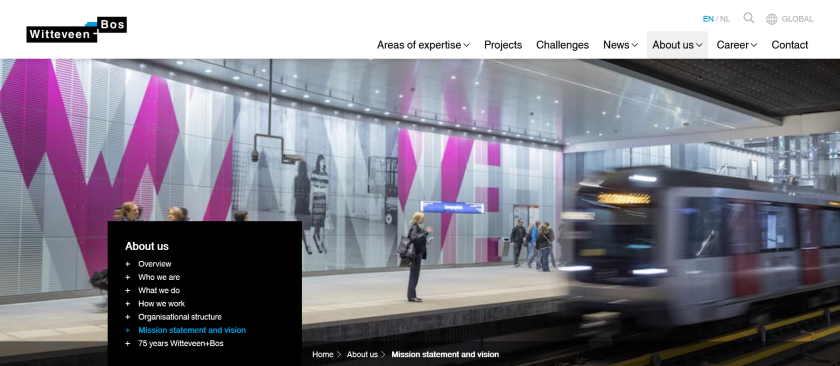 Witteveen + Bos
EN / NL
GLOBAL
Areas of expertise
Projects
Challenges
News
About us
Career
Contact
About us
+ Overview
+ Who we are
+ What we do
+ How we work
+ Organisational structure
+ Mission statement and vision
+ 75 years Witteveen+Bos
Home > About us > Mission statement and vision